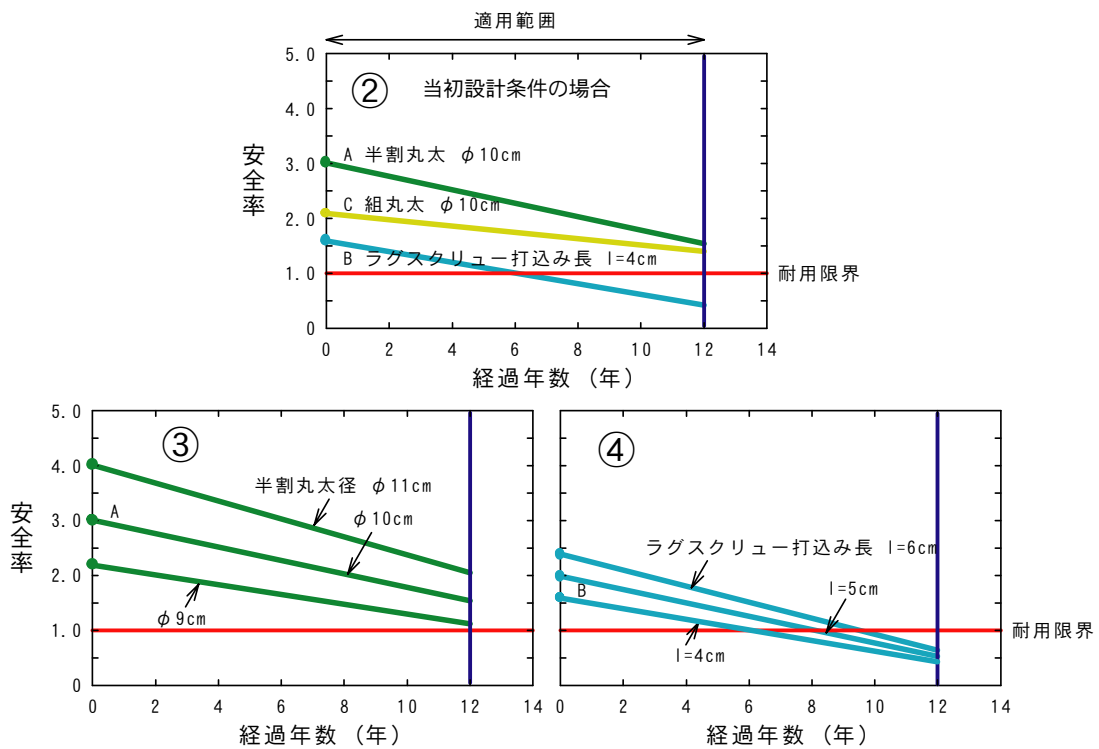 適用範囲
② 当初設計条件の場合
5.0
4.0
3.0
2.0
1.0
0
安全率
A 半割丸太 φ10cm
C 組丸太 φ10cm
B ラグスクリュー打込み長 l=4cm
耐用限界
0 2 4 6 8 10 12 14
経過年数（年）
③
5.0
4.0
3.0
2.0
1.0
0
安全率
半割丸太径 φ11cm
A
φ10cm
φ9cm
0 2 4 6 8 10 12 14
経過年数（年）
④
ラグスクリュー打込み長 l=6cm
B
l=5cm
l=4cm
耐用限界
0 2 4 6 8 10 12 14
経過年数（年）